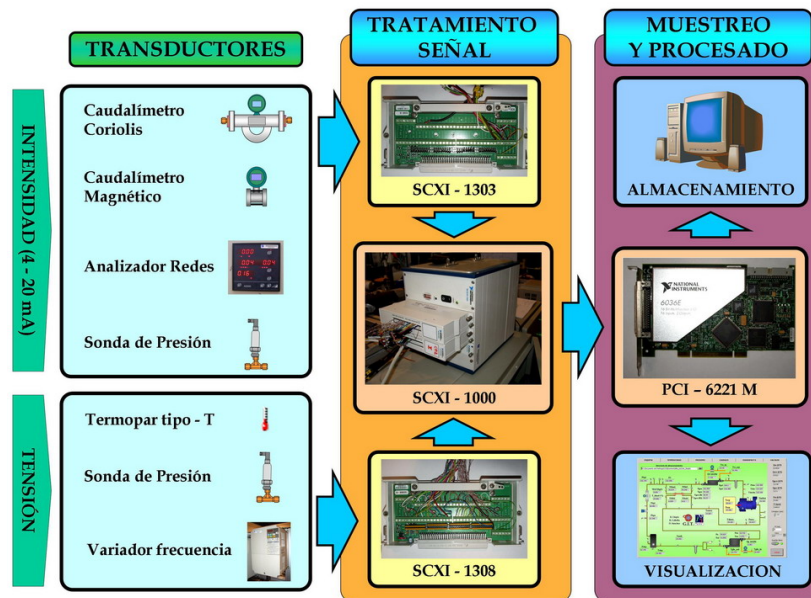 TRANSDUCTORES
TRATAMIENTO
SEÑAL
MUESTREO
Y PROCESADO
INTENSIDAD (4 - 20 mA)
Caudalímetro
Coriolis
Caudalímetro
Magnético
Analizador Redes
Sonda de Presión
TENSIÓN
Termopar tipo - T
Sonda de Presión
Variador frecuencia
SCXI - 1303
SCXI - 1000
SCXI - 1308
ALMACENAMIENTO
NATIONAL
INSTRUMENTS
6036E
PCI – 6221 M
VISUALIZACION